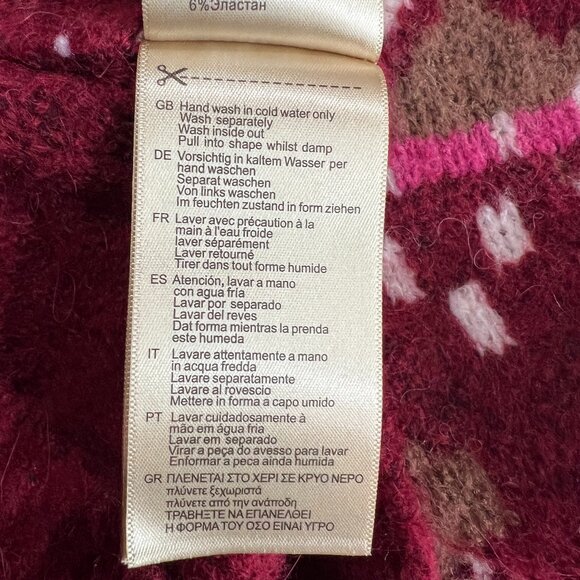 6%Эластан
GB Hand wash in cold water only
Wash separately
Wash inside out
Pull into shape whilst damp
DE Vorsichtig in kaltem Wasser per
hand waschen
Separat waschen
Von links waschen
Im feuchten zustand in form ziehen
FR Laver avec précaution à la
main à l'eau froide
laver séparément
Laver retourné
Tirer dans tout forme humide
ES Atención, lavar a mano
con agua fría
Lavar por separado
Lavar del reves
Dat forma mientras la prenda
este humeda
IT Lavare attentamente a mano
in acqua fredda
Lavare separatamente
Lavare al rovescio
Mettere in forma a capo umido
PT Lavar cuidadosamente à
mão em água fria
Lavar em separado
Virar a peça do avesso para lavar
Enformar a peca ainda humida
GR ΠΛΕΝΕΤΑΙ ΣΤΟ ΧΕΡΙ ΣΕ ΚΡΥΟ ΝΕΡΟ
πλύνετε ξεχωριστά
πλύνετε από την ανάποδη
ΤΡΑΒΗΞΤΕ ΝΑ ΕΠΑΝΕΛΘΕΙ
Η ΦΟΡΜΑ ΤΟΥ ΟΣΟ ΕΙΝΑΙ ΥΓΡΟ